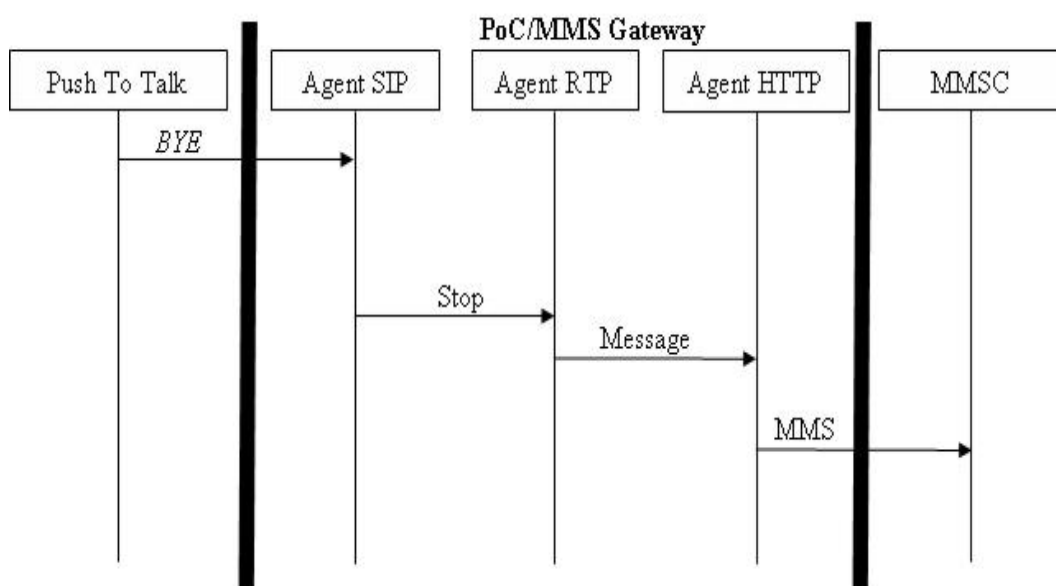 PoC/MMS Gateway
Push To Talk
Agent SIP
Agent RTP
Agent HTTP
MMSC
BYE
Stop
Message
MMS